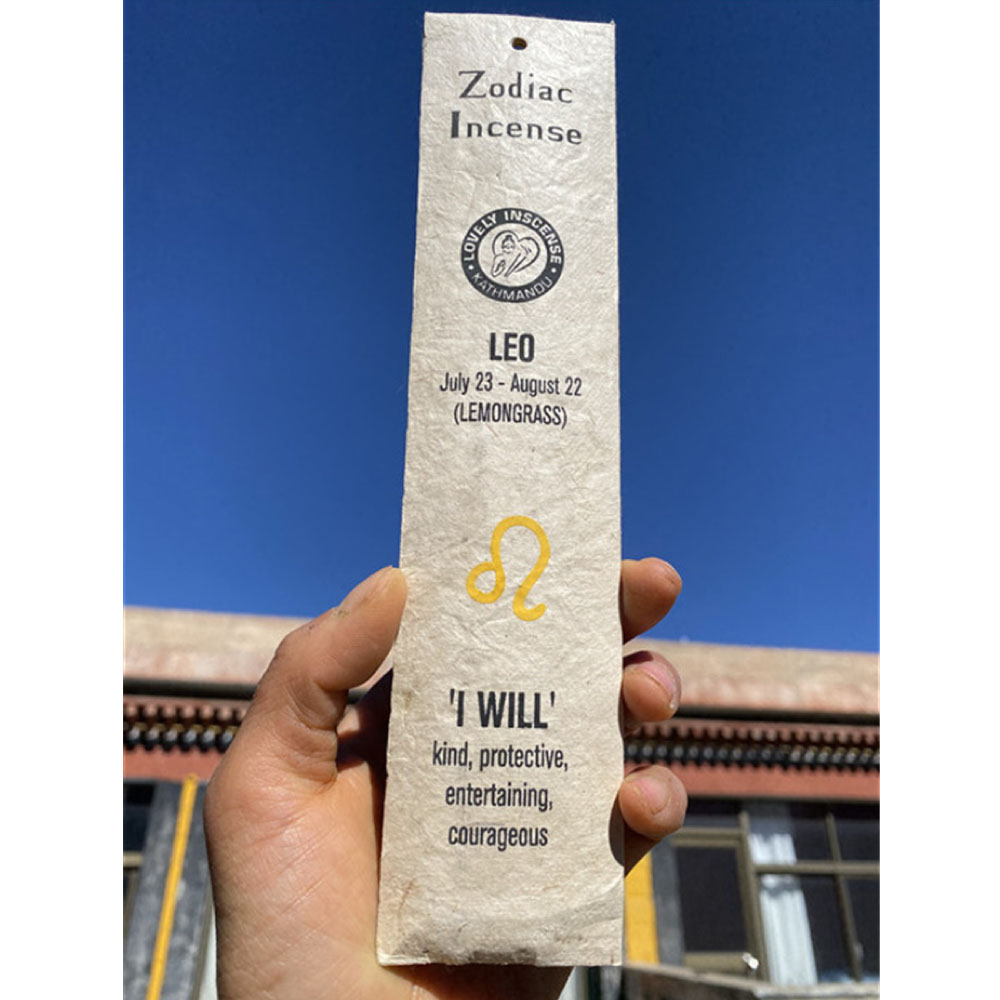 Zodiac
Incense
LOVELY INSCENSE
KATHMANDU
LEO
July 23 - August 22
(LEMONGRASS)
'I WILL'
kind, protective,
entertaining,
courageous